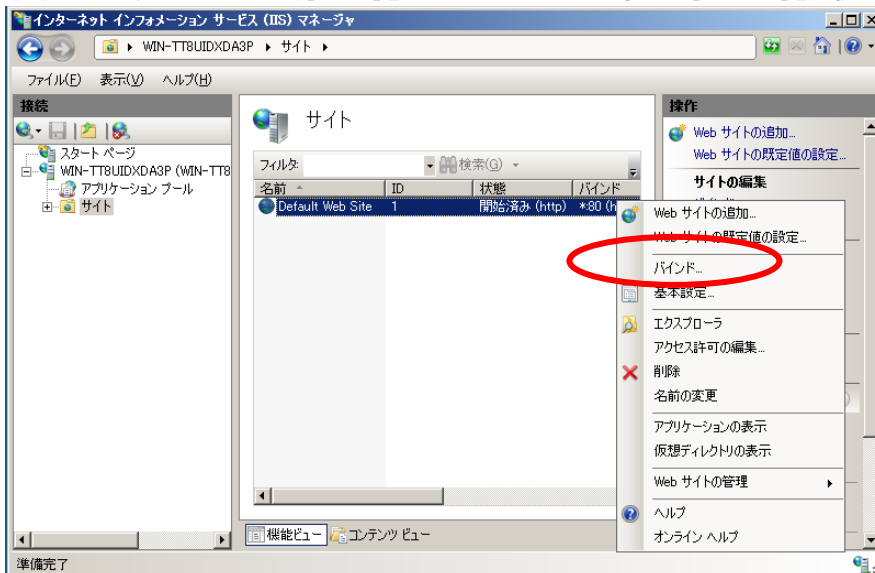 インターネット インフォメーション サービス (IIS) マネージャ
WIN-TT8UIDXDA3P ▸ サイト ▸
ファイル(F) 表示(V) ヘルプ(H)
接続
スタート ページ
WIN-TT8UIDXDA3P (WIN-TT8
アプリケーション プール
サイト
サイト
フィルタ: 検索(G)
名前 ID 状態 バインド
Default Web Site 1 開始済み (http) *:80 (h
機能ビュー コンテンツ ビュー
操作
Web サイトの追加...
Web サイトの既定値の設定...
サイトの編集
Web サイトの追加...
Web サイトの既定値の設定...
バインド...
基本設定...
エクスプローラ
アクセス許可の編集...
削除
名前の変更
アプリケーションの表示
仮想ディレクトリの表示
Web サイトの管理
ヘルプ
オンライン ヘルプ
準備完了